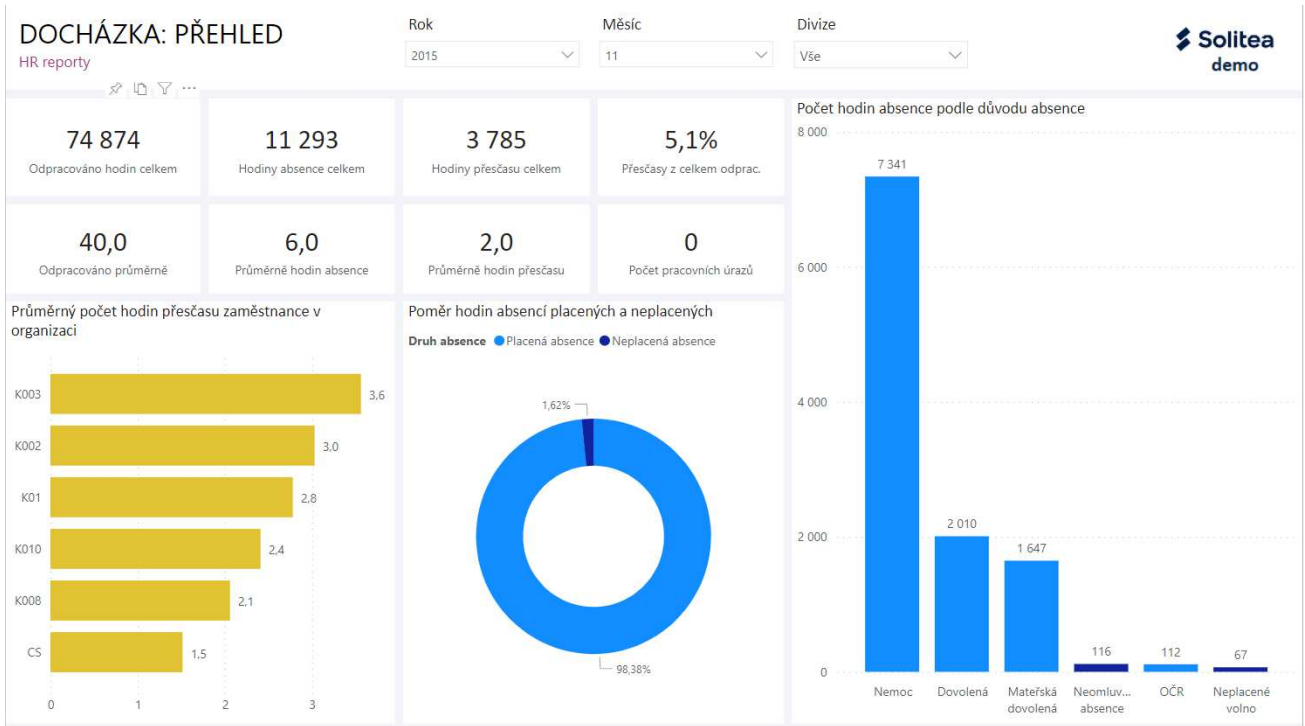 DOCHÁZKA: PŘEHLED
HR reporty
Rok
2015
Měsíc
11
Divize
Vše
Solitea
demo
74 874
Odpracováno hodin celkem
11 293
Hodiny absence celkem
3 785
Hodiny přesčasu celkem
5,1%
Přesčasy z celkem odprac.
40,0
Odpracováno průměrně
6,0
Průměrně hodin absence
2,0
Průměrně hodin přesčasu
0
Počet pracovních úrazů
Průměrný počet hodin přesčasu zaměstnance v
organizaci
K003
3,6
K002
3,0
K01
2,8
K010
2,4
K008
2,1
CS
1,5
0
1
2
3
Poměr hodin absencí placených a neplacených
Druh absence
Placená absence
Neplacená absence
1,62%
98,38%
Počet hodin absence podle důvodu absence
8 000
6 000
4 000
2 000
0
7 341
2 010
1 647
116
112
67
Nemoc
Dovolená
Mateřská
dovolená
Neomluv...
absence
OČR
Neplacené
volno